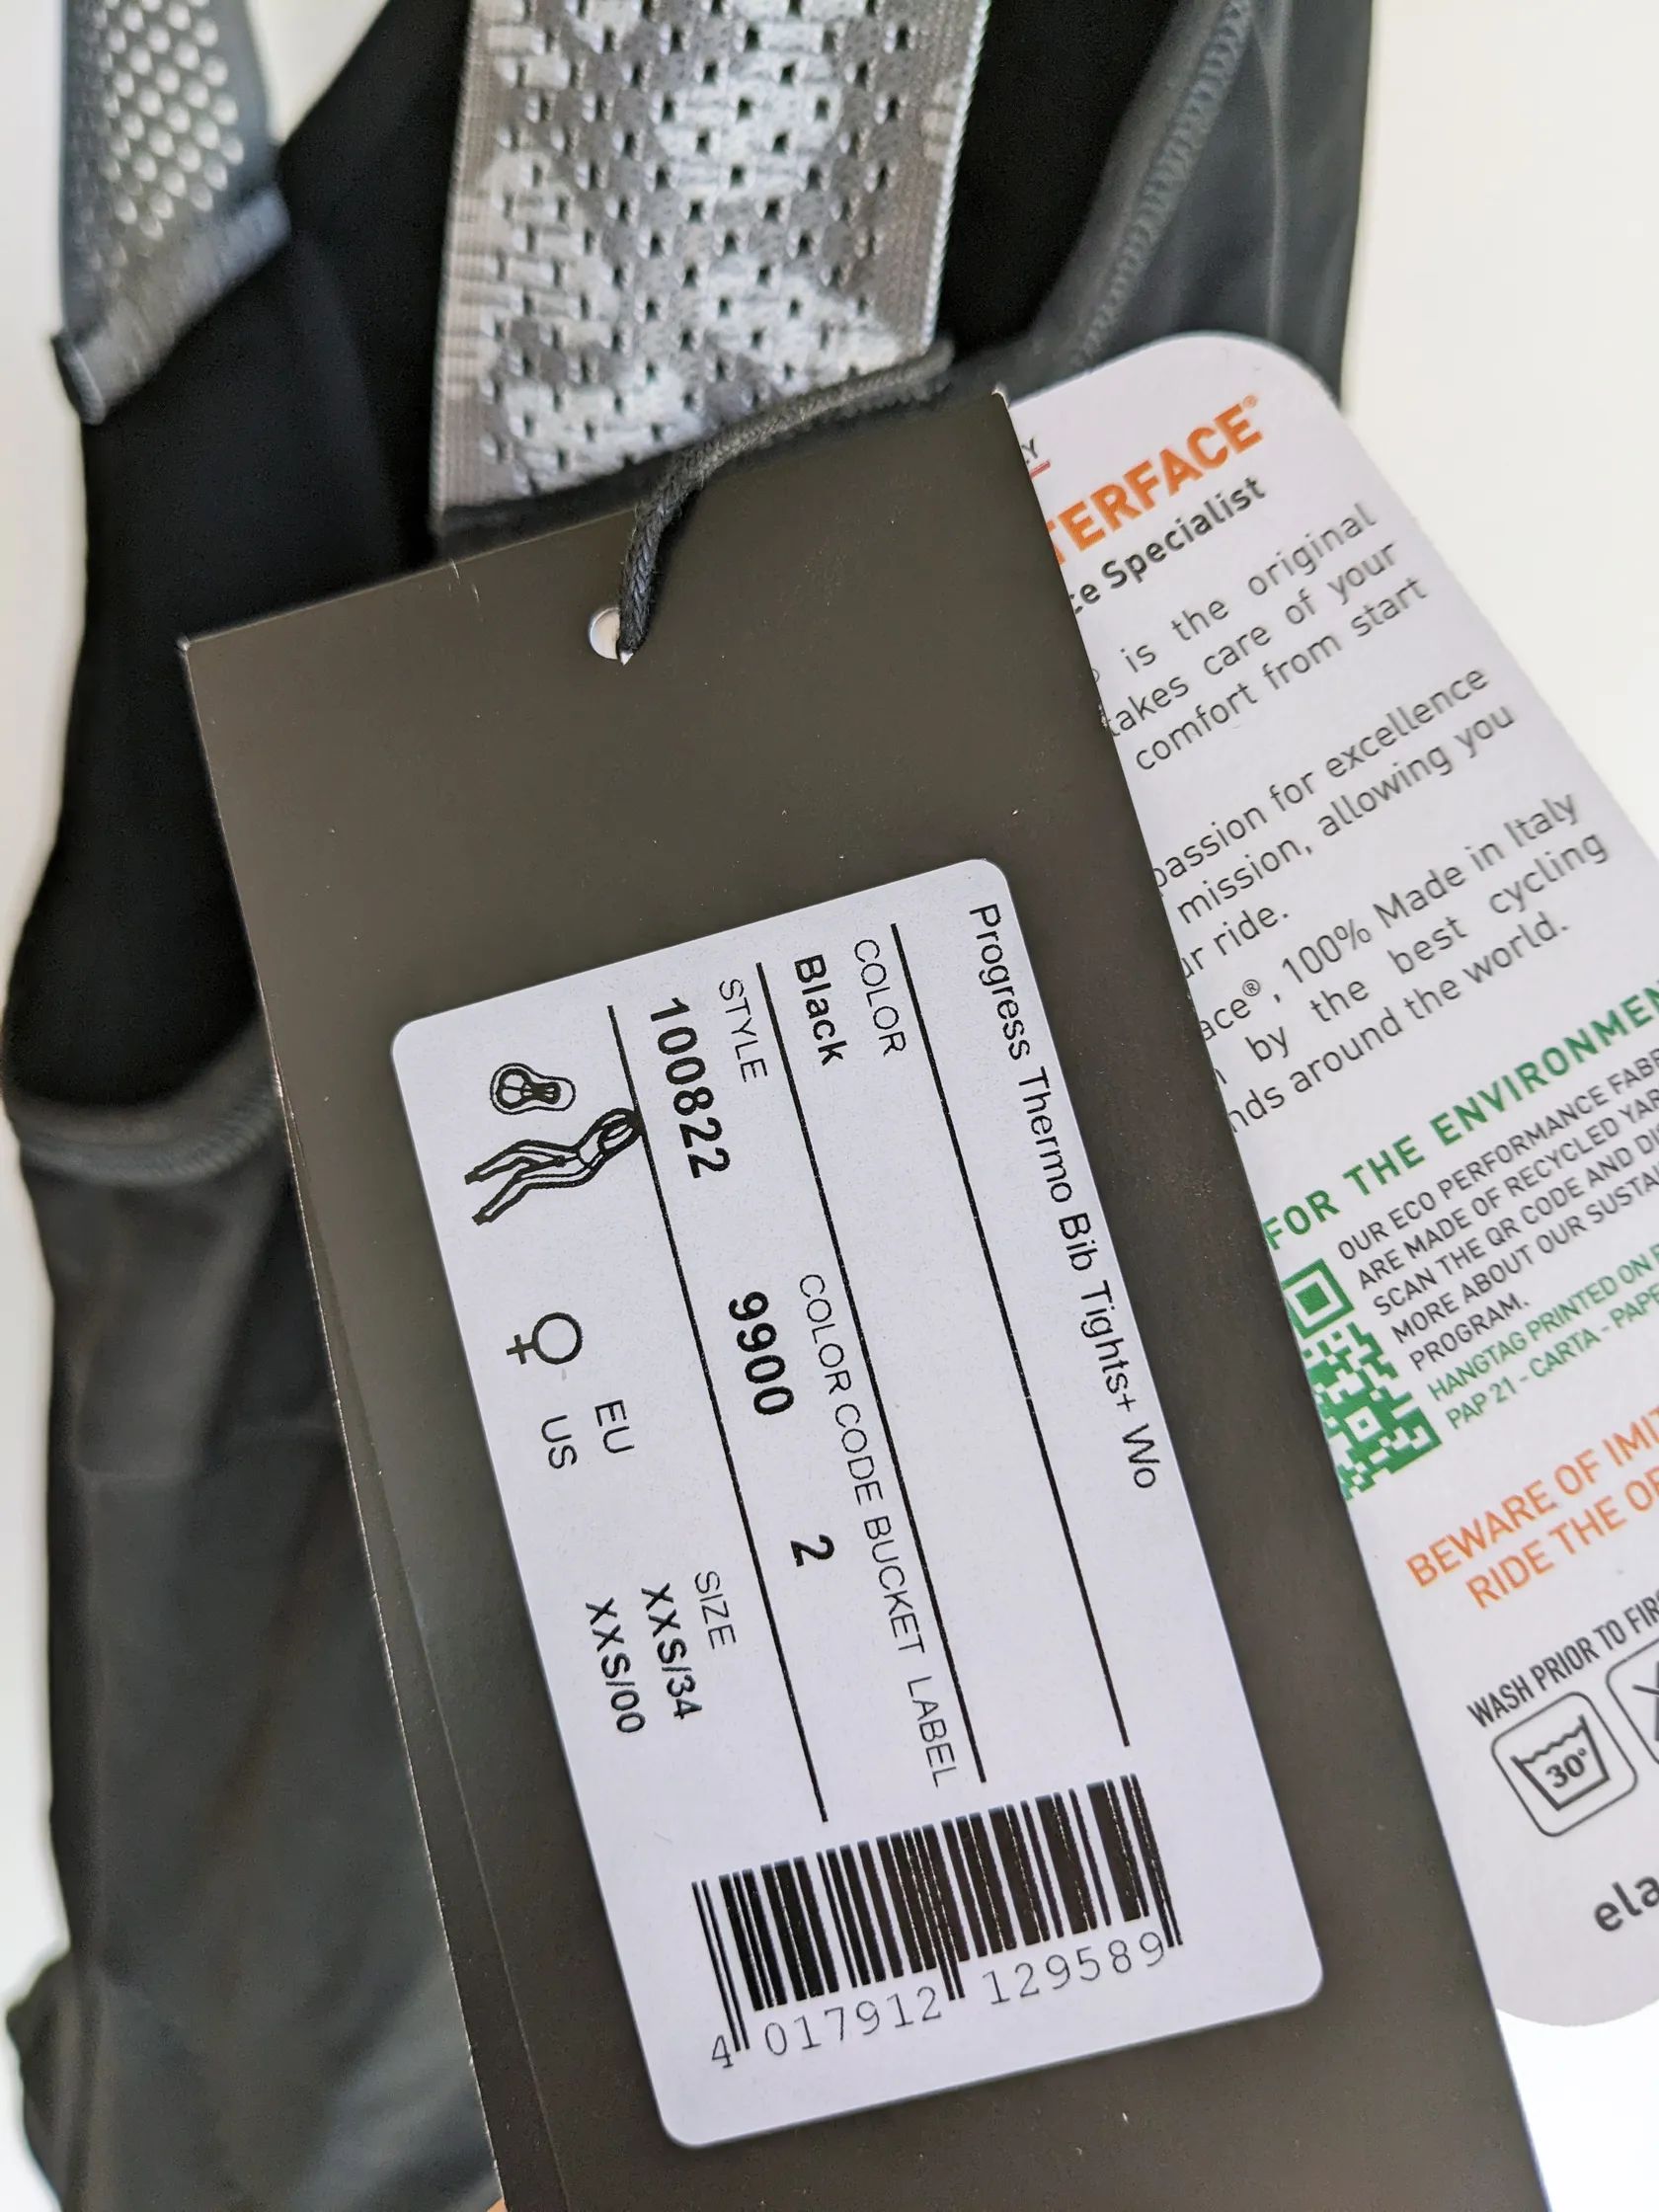 Progress Thermo Bib Tights+ Wo
COLOR
Black
COLOR CODE BUCKET LABEL
9900 2
STYLE
100822
SIZE
EU XXS/34
US XXS/00
4 017912 129589
TERFACE®
ce Specialist
® is the original
takes care of your
comfort from start
passion for excellence
mission, allowing you
ur ride.
ace®, 100% Made in Italy
by the best cycling
nds around the world.
FOR THE ENVIRONMEN
OUR ECO PERFORMANCE FABR
ARE MADE OF RECYCLED YAR
SCAN THE QR CODE AND DIS
MORE ABOUT OUR SUSTA
PROGRAM.
HANGTAG PRINTED ON
PAP 21 - CARTA - PAPE
BEWARE OF IMIT
RIDE THE OR
WASH PRIOR TO FIRS
30°
ela